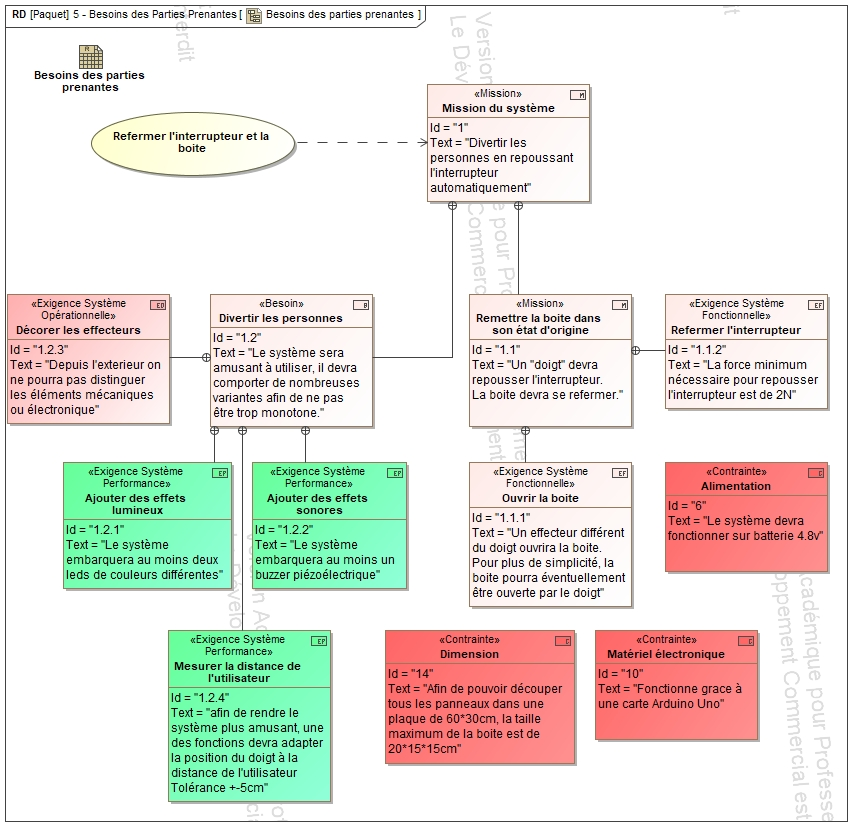 RD [Paquet] 5 - Besoins des Parties Prenantes [ Besoins des parties prenantes ]
Besoins des parties
prenantes
Refermer l'interrupteur et la
boite
«Mission»
M
Mission du système
Id = "1"
Text = "Divertir les
personnes en repoussant
l'interrupteur
automatiquement"
«Exigence Système
Opérationnelle»
EO
Décorer les effecteurs
Id = "1.2.3"
Text = "Depuis l'exterieur on
ne pourra pas distinguer
les éléments mécaniques
ou électronique"
«Besoin»
B
Divertir les personnes
Id = "1.2"
Text = "Le système sera
amusant à utiliser, il devra
comporter de nombreuses
variantes afin de ne pas
être trop monotone."
«Mission»
M
Remettre la boite dans
son état d'origine
Id = "1.1"
Text = "Un "doigt" devra
repousser l'interrupteur.
La boite devra se refermer."
«Exigence Système
Fonctionnelle»
EF
Refermer l'interrupteur
Id = "1.1.2"
Text = "La force minimum
nécessaire pour repousser
l'interrupteur est de 2N"
«Exigence Système
Performance»
EP
Ajouter des effets
lumineux
Id = "1.2.1"
Text = "Le système
embarquera au moins deux
leds de couleurs différentes"
«Exigence Système
Performance»
EP
Ajouter des effets
sonores
Id = "1.2.2"
Text = "Le système
embarquera au moins un
buzzer piézoélectrique"
«Exigence Système
Fonctionnelle»
EF
Ouvrir la boite
Id = "1.1.1"
Text = "Un effecteur différent
du doigt ouvrira la boite.
Pour plus de simplicité, la
boite pourra éventuellement
être ouverte par le doigt"
«Contrainte»
C
Alimentation
Id = "6"
Text = "Le système devra
fonctionner sur batterie 4.8v"
«Exigence Système
Performance»
EP
Mesurer la distance de
l'utilisateur
Id = "1.2.4"
Text = "afin de rendre le
système plus amusant, une
des fonctions devra adapter
la position du doigt à la
distance de l'utilisateur
Tolérance +-5cm"
«Contrainte»
C
Dimension
Id = "14"
Text = "Afin de pouvoir découper
tous les panneaux dans une
plaque de 60*30cm, la taille
maximum de la boite est de
20*15*15cm"
«Contrainte»
C
Matériel électronique
Id = "10"
Text = "Fonctionne grace à
une carte Arduino Uno"